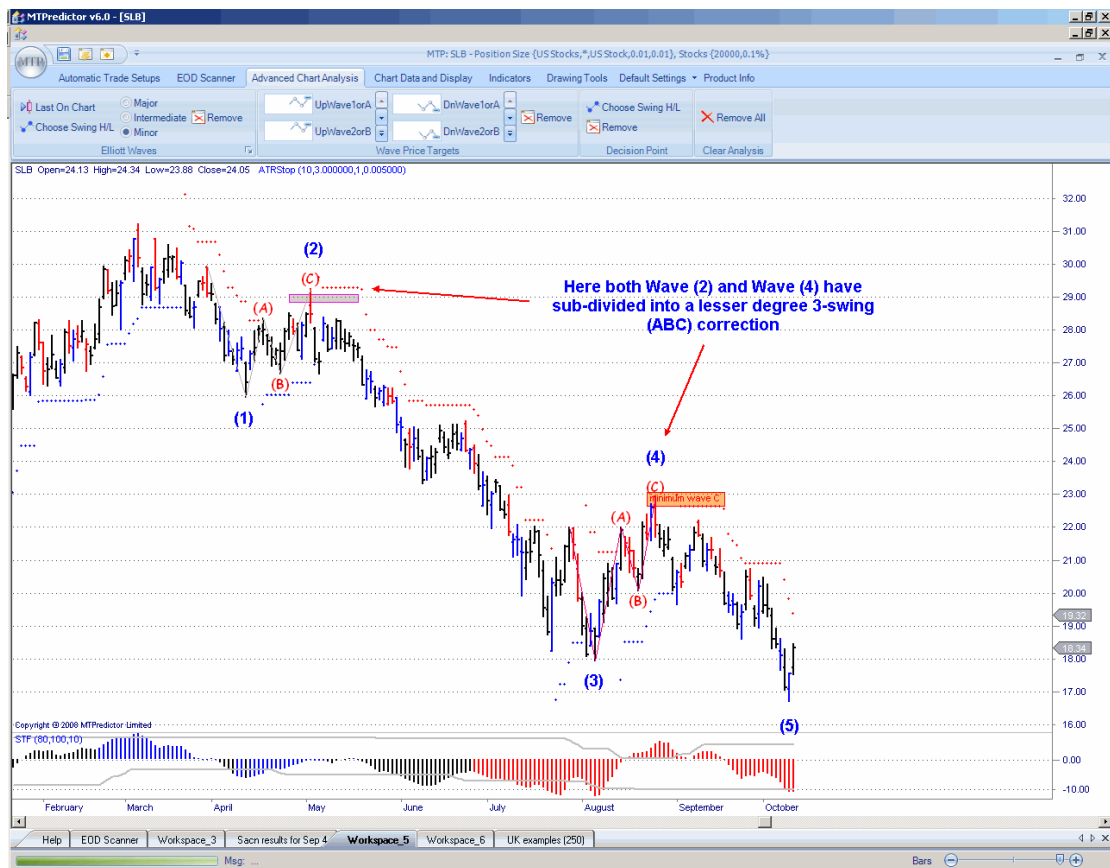 MTPredictor v6.0 - [SLB]
MTP: SLB - Position Size {US Stocks,*,US Stock,0.01,0.01}, Stocks {20000,0.1%}
MTP
Automatic Trade Setups EOD Scanner Advanced Chart Analysis Chart Data and Display Indicators Drawing Tools Default Settings Product Info
Last On Chart
Choose Swing H/L
Major
Intermediate
Minor
Remove
Elliott Waves
UpWave1orA
UpWave2orB
DnWave1orA
DnWave2orB
Remove
Wave Price Targets
Choose Swing H/L
Remove
Decision Point
Remove All
Clear Analysis
SLB Open=24.13 High=24.34 Low=23.88 Close=24.05 ATRStop (10,3.000000,1,0.005000)
32.00
31.00
30.00
29.00
28.00
27.00
26.00
25.00
24.00
23.00
22.00
21.00
20.00
19.32
19.00
18.34
18.00
17.00
16.00
(2)
(C)
(A)
(B)
(1)
Here both Wave (2) and Wave (4) have
sub-divided into a lesser degree 3-swing
(ABC) correction
(4)
(C)
minimum wave C
(A)
(B)
(3)
(5)
Copyright © 2008 MTPredictor Limited
STF (80,100,10)
0.00
-10.00
February March April May June July August September October
Help EOD Scanner Workspace_3 Sacn results for Sep 4 Workspace_5 Workspace_6 UK examples (250)
Msg: ...
Bars